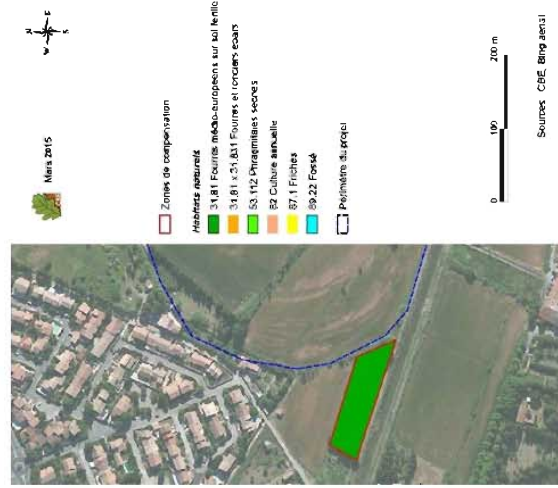 Mars 2015
Zones de compensation
Habitats naturels
31,81 Fourrés médio-européens sur sol fertile
31,81 x 31,831 Fourrés et ronciers épars
53,112 Phragmitaies sèches
82 Culture annuelle
87,1 Friches
89,22 Fossé
Périmètre du projet
0 100 200 m
Sources CBE, Bing aerial